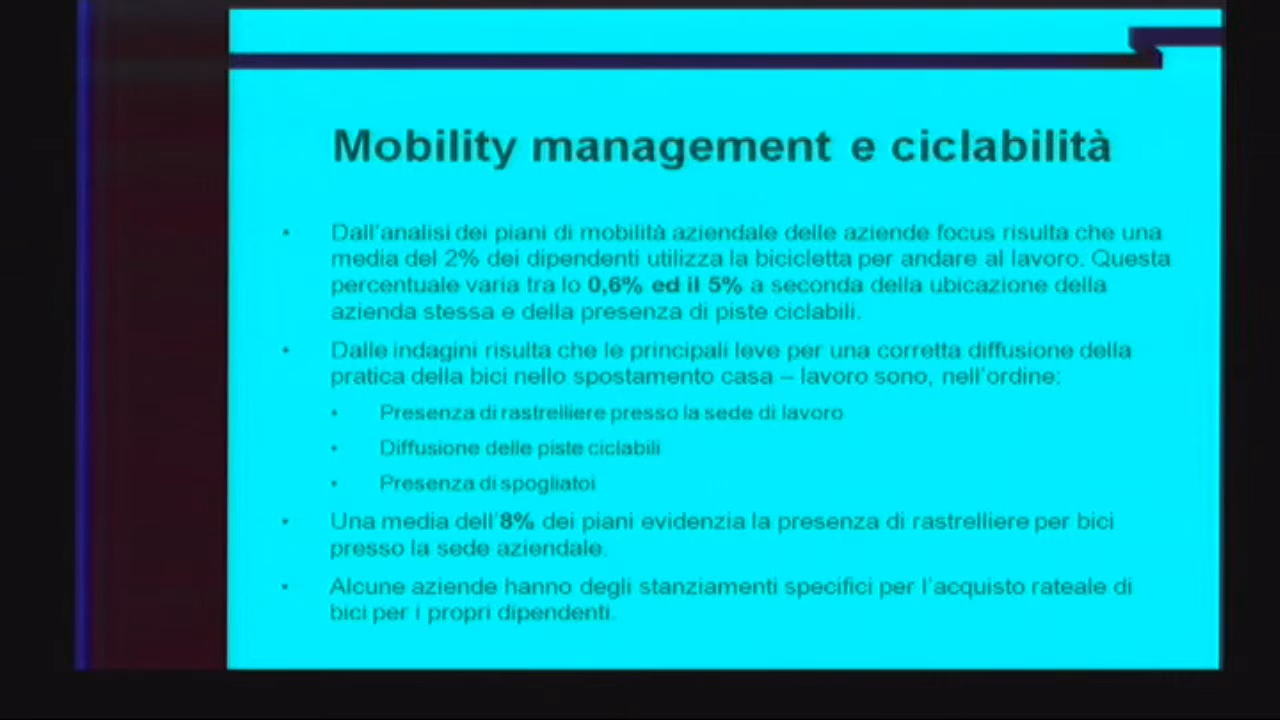 Mobility management e ciclabilità
• Dall'analisi dei piani di mobilità aziendale delle aziende focus risulta che una
media del 2% dei dipendenti utilizza la bicicletta per andare al lavoro. Questa
percentuale varia tra lo 0,6% ed il 5% a seconda della ubicazione della
azienda stessa e della presenza di piste ciclabili.
• Dalle indagini risulta che le principali leve per una corretta diffusione della
pratica della bici nello spostamento casa – lavoro sono, nell'ordine:
• Presenza di rastrelliere presso la sede di lavoro
• Diffusione delle piste ciclabili
• Presenza di spogliatoi
• Una media dell'8% dei piani evidenzia la presenza di rastrelliere per bici
presso la sede aziendale.
• Alcune aziende hanno degli stanziamenti specifici per l'acquisto rateale di
bici per i propri dipendenti.